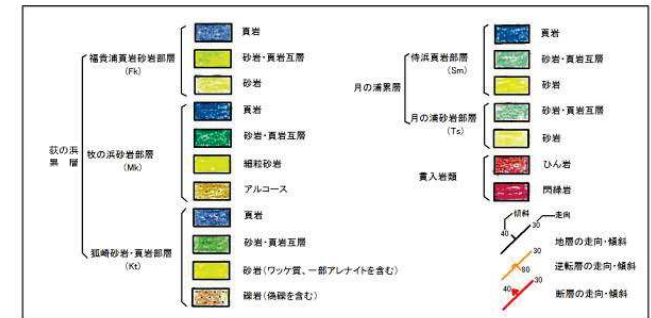 荻の浜累層
福貴浦頁岩砂岩部層
(Fk)
頁岩
砂岩・頁岩互層
砂岩
牧の浜砂岩部層
(Mk)
頁岩
砂岩・頁岩互層
細粒砂岩
アルコース
狐崎砂岩・頁岩部層
(Kt)
頁岩
砂岩・頁岩互層
砂岩(ワッケ質、一部アレナイトを含む)
礫岩(偽礫を含む)
月の浦累層
侍浜頁岩部層
(Sm)
頁岩
砂岩・頁岩互層
砂岩
月の浦砂岩部層
(Ts)
砂岩・頁岩互層
砂岩
貫入岩類
ひん岩
閃緑岩
傾斜
走向
40
30
地層の走向・傾斜
80
30
逆転層の走向・傾斜
40
30
断層の走向・傾斜